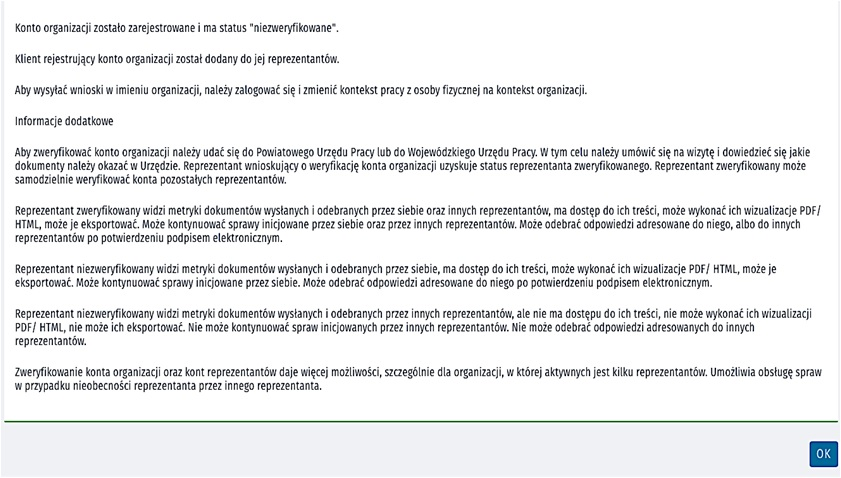 Konto organizacji zostało zarejestrowane i ma status "niezweryfikowane".
Klient rejestrujący konto organizacji został dodany do jej reprezentantów.
Aby wysyłać wnioski w imieniu organizacji, należy zalogować się i zmienić kontekst pracy z osoby fizycznej na kontekst organizacji.
Informacje dodatkowe
Aby zweryfikować konto organizacji należy udać się do Powiatowego Urzędu Pracy lub do Wojewódzkiego Urzędu Pracy. W tym celu należy umówić się na wizytę i dowiedzieć się jakie
dokumenty należy okazać w Urzędzie. Reprezentant wnioskujący o weryfikację konta organizacji uzyskuje status reprezentanta zweryfikowanego. Reprezentant zweryfikowany może
samodzielnie weryfikować konta pozostałych reprezentantów.
Reprezentant zweryfikowany widzi metryki dokumentów wysłanych i odebranych przez siebie oraz innych reprezentantów, ma dostęp do ich treści, może wykonać ich wizualizacje PDF/
HTML, może je eksportować. Może kontynuować sprawy inicjowane przez siebie oraz przez innych reprezentantów. Może odebrać odpowiedzi adresowane do niego, albo do innych
reprezentantów po potwierdzeniu podpisem elektronicznym.
Reprezentant niezweryfikowany widzi metryki dokumentów wysłanych i odebranych przez siebie, ma dostęp do ich treści, może wykonać ich wizualizacje PDF/ HTML, może je
eksportować. Może kontynuować sprawy inicjowane przez siebie. Może odebrać odpowiedzi adresowane do niego po potwierdzeniu podpisem elektronicznym.
Reprezentant niezweryfikowany widzi metryki dokumentów wysłanych i odebranych przez innych reprezentantów, ale nie ma dostępu do ich treści, nie może wykonać ich wizualizacji
PDF/ HTML, nie może ich eksportować. Nie może kontynuować spraw inicjowanych przez innych reprezentantów. Nie może odebrać odpowiedzi adresowanych do innych
reprezentantów.
Zweryfikowanie konta organizacji oraz kont reprezentantów daje więcej możliwości, szczególnie dla organizacji, w której aktywnych jest kilku reprezentantów. Umożliwia obsługę spraw
w przypadku nieobecności reprezentanta przez innego reprezentanta.
OK